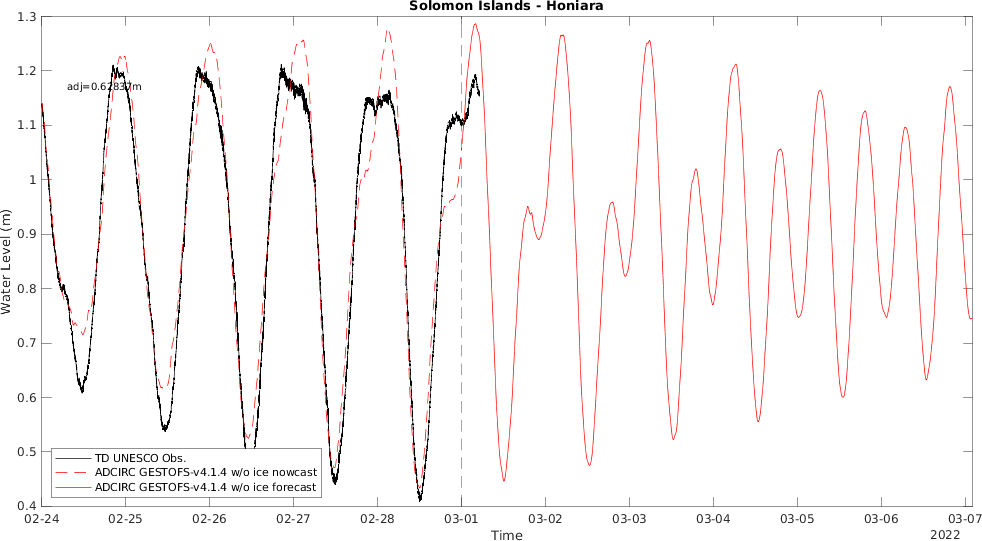 Solomon Islands - Honiara
1.3
1.2
1.1
1
0.9
0.8
0.7
0.6
0.5
0.4
Water Level (m)
adj=0.62837m
TD UNESCO Obs.
ADCIRC GESTOFS-v4.1.4 w/o ice nowcast
ADCIRC GESTOFS-v4.1.4 w/o ice forecast
02-24 02-25 02-26 02-27 02-28 03-01 03-02 03-03 03-04 03-05 03-06 03-07
Time
2022